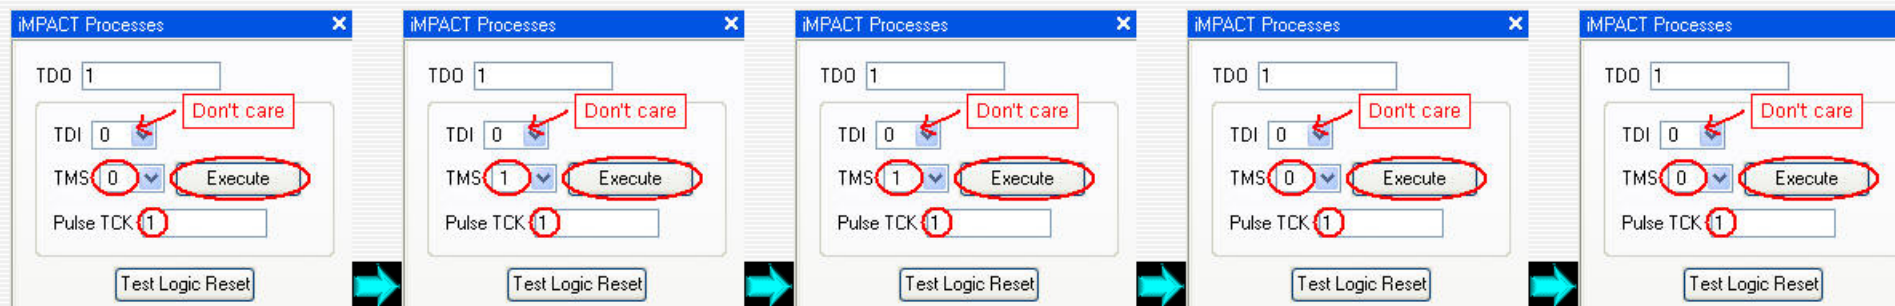 iMPACT Processes
TDO 1
Don't care
TDI 0
TMS 0 Execute
Pulse TCK 1
Test Logic Reset
iMPACT Processes
TDO 1
Don't care
TDI 0
TMS 1 Execute
Pulse TCK 1
Test Logic Reset
iMPACT Processes
TDO 1
Don't care
TDI 0
TMS 1 Execute
Pulse TCK 1
Test Logic Reset
iMPACT Processes
TDO 1
Don't care
TDI 0
TMS 0 Execute
Pulse TCK 1
Test Logic Reset
iMPACT Processes
TDO 1
Don't care
TDI 0
TMS 0 Execute
Pulse TCK 1
Test Logic Reset